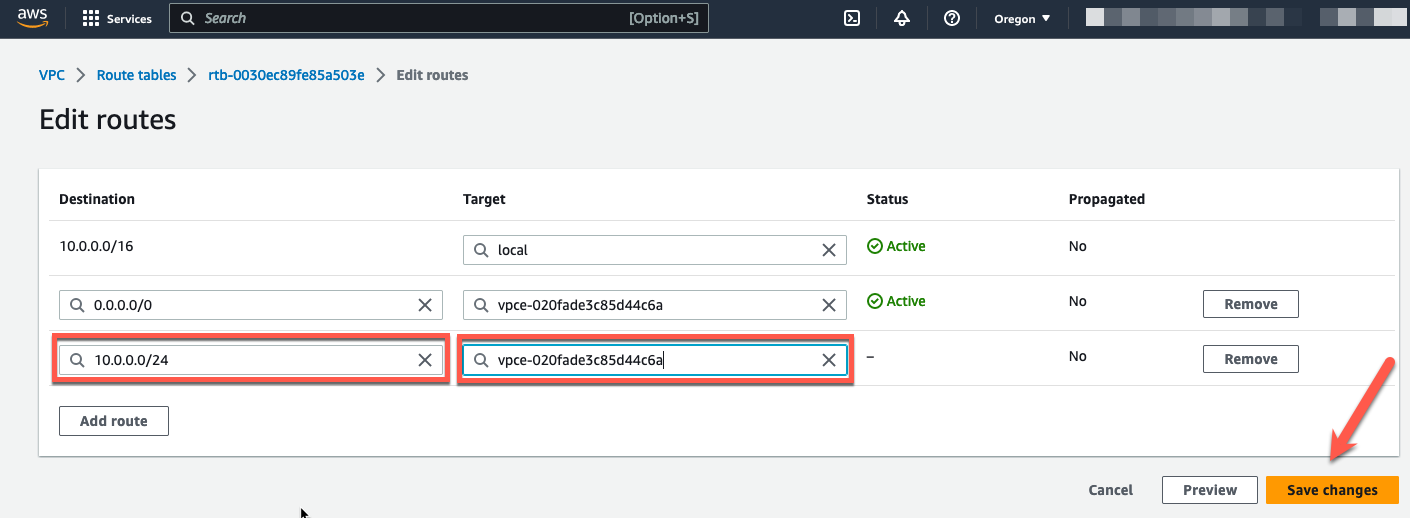 aws Services Search [Option+S] Oregon
VPC > Route tables > rtb-0030ec89fe85a503e > Edit routes
Edit routes
Destination Target Status Propagated
10.0.0.0/16 local Active No
0.0.0.0/0 vpce-020fade3c85d44c6a Active No Remove
10.0.0.0/24 vpce-020fade3c85d44c6a – No Remove
Add route
Cancel Preview Save changes